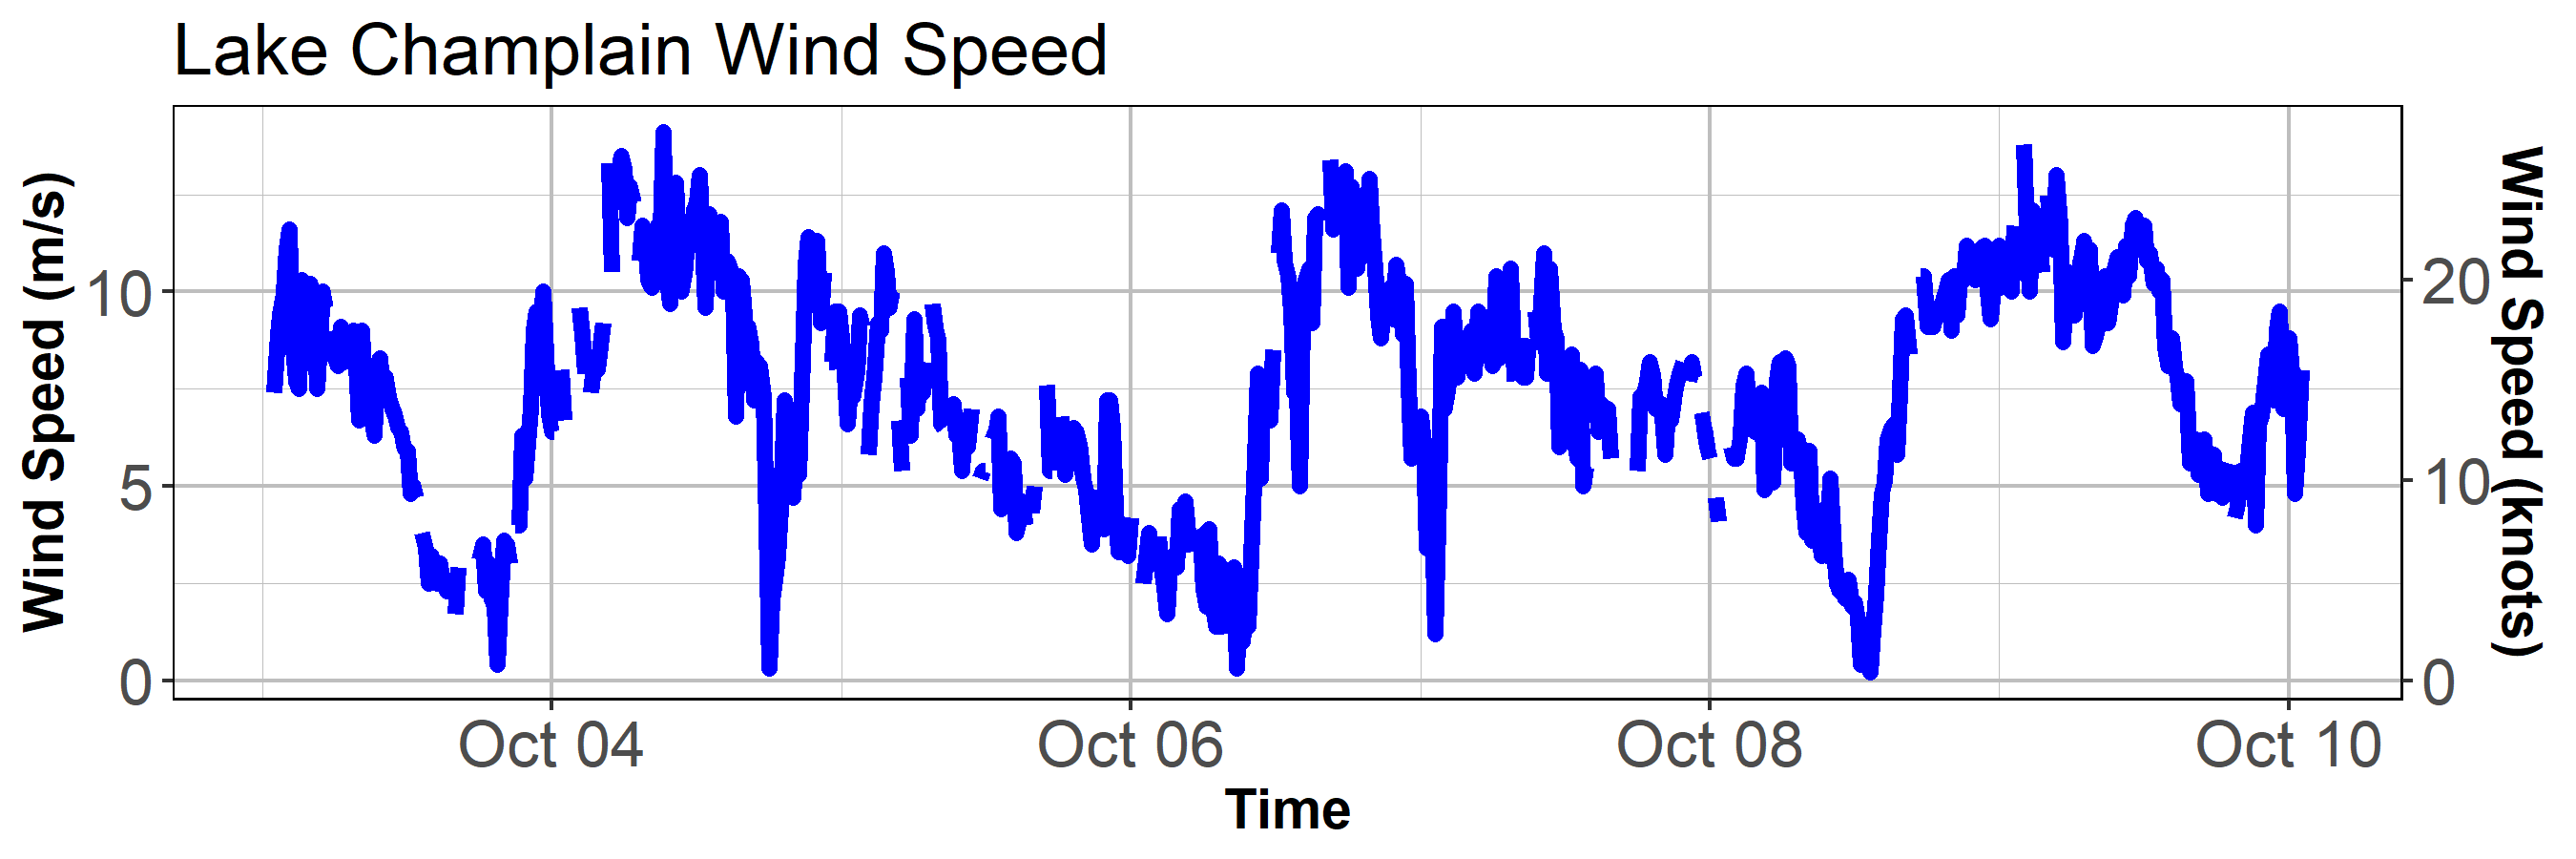 Lake Champlain Wind Speed
Wind Speed (m/s)
10
5
0
20
10
0
Wind Speed (knots)
Oct 04
Oct 06
Oct 08
Oct 10
Time